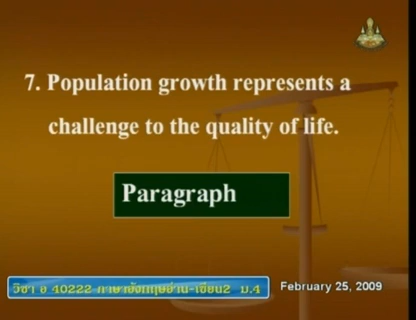 7. Population growth represents a
challenge to the quality of life.
Paragraph
วิชา อ 40222 ภาษาอังกฤษอ่าน-เขียน2 ม.4
February 25, 2009